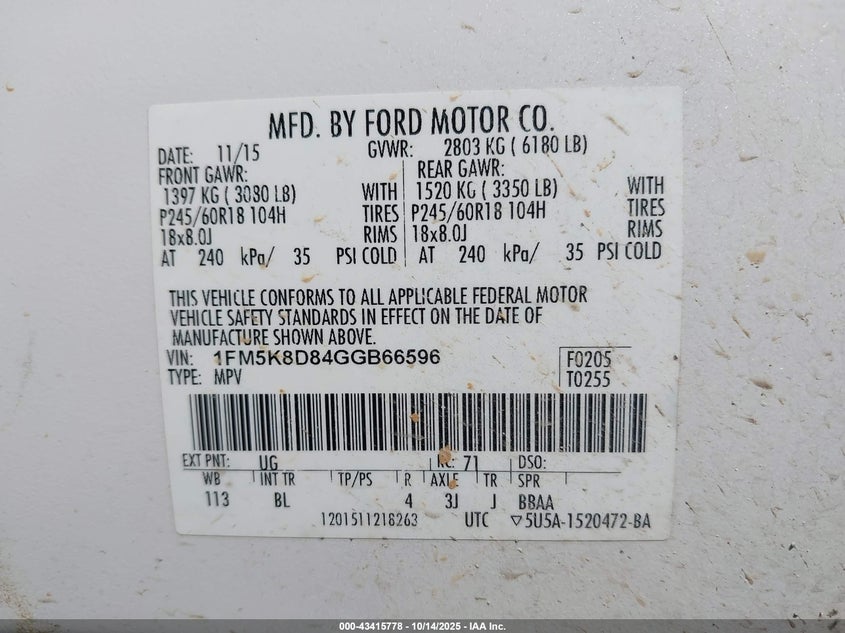 MFD. BY FORD MOTOR CO.
DATE: 11/15 GVWR: 2803 KG ( 6180 LB)
FRONT GAWR: REAR GAWR:
1397 KG ( 3080 LB) WITH 1520 KG ( 3350 LB) WITH
P245/60R18 104H TIRES P245/60R18 104H TIRES
18x8.0J RIMS 18x8.0J RIMS
AT 240 kPa/ 35 PSI COLD AT 240 kPa/ 35 PSI COLD
THIS VEHICLE CONFORMS TO ALL APPLICABLE FEDERAL MOTOR
VEHICLE SAFETY STANDARDS IN EFFECT ON THE DATE OF
MANUFACTURE SHOWN ABOVE.
VIN: 1FM5K8D84GGB66596 F0205
TYPE: MPV T0255
EXT PNT: UG RC: 71 DSO:
WB INT TR TP/PS R AXLE TR SPR
113 BL 4 3J J BBAA
1201511218263 UTC ▽5U5A-1520472-BA
000-43415778 - 10/14/2025 - IAA Inc.